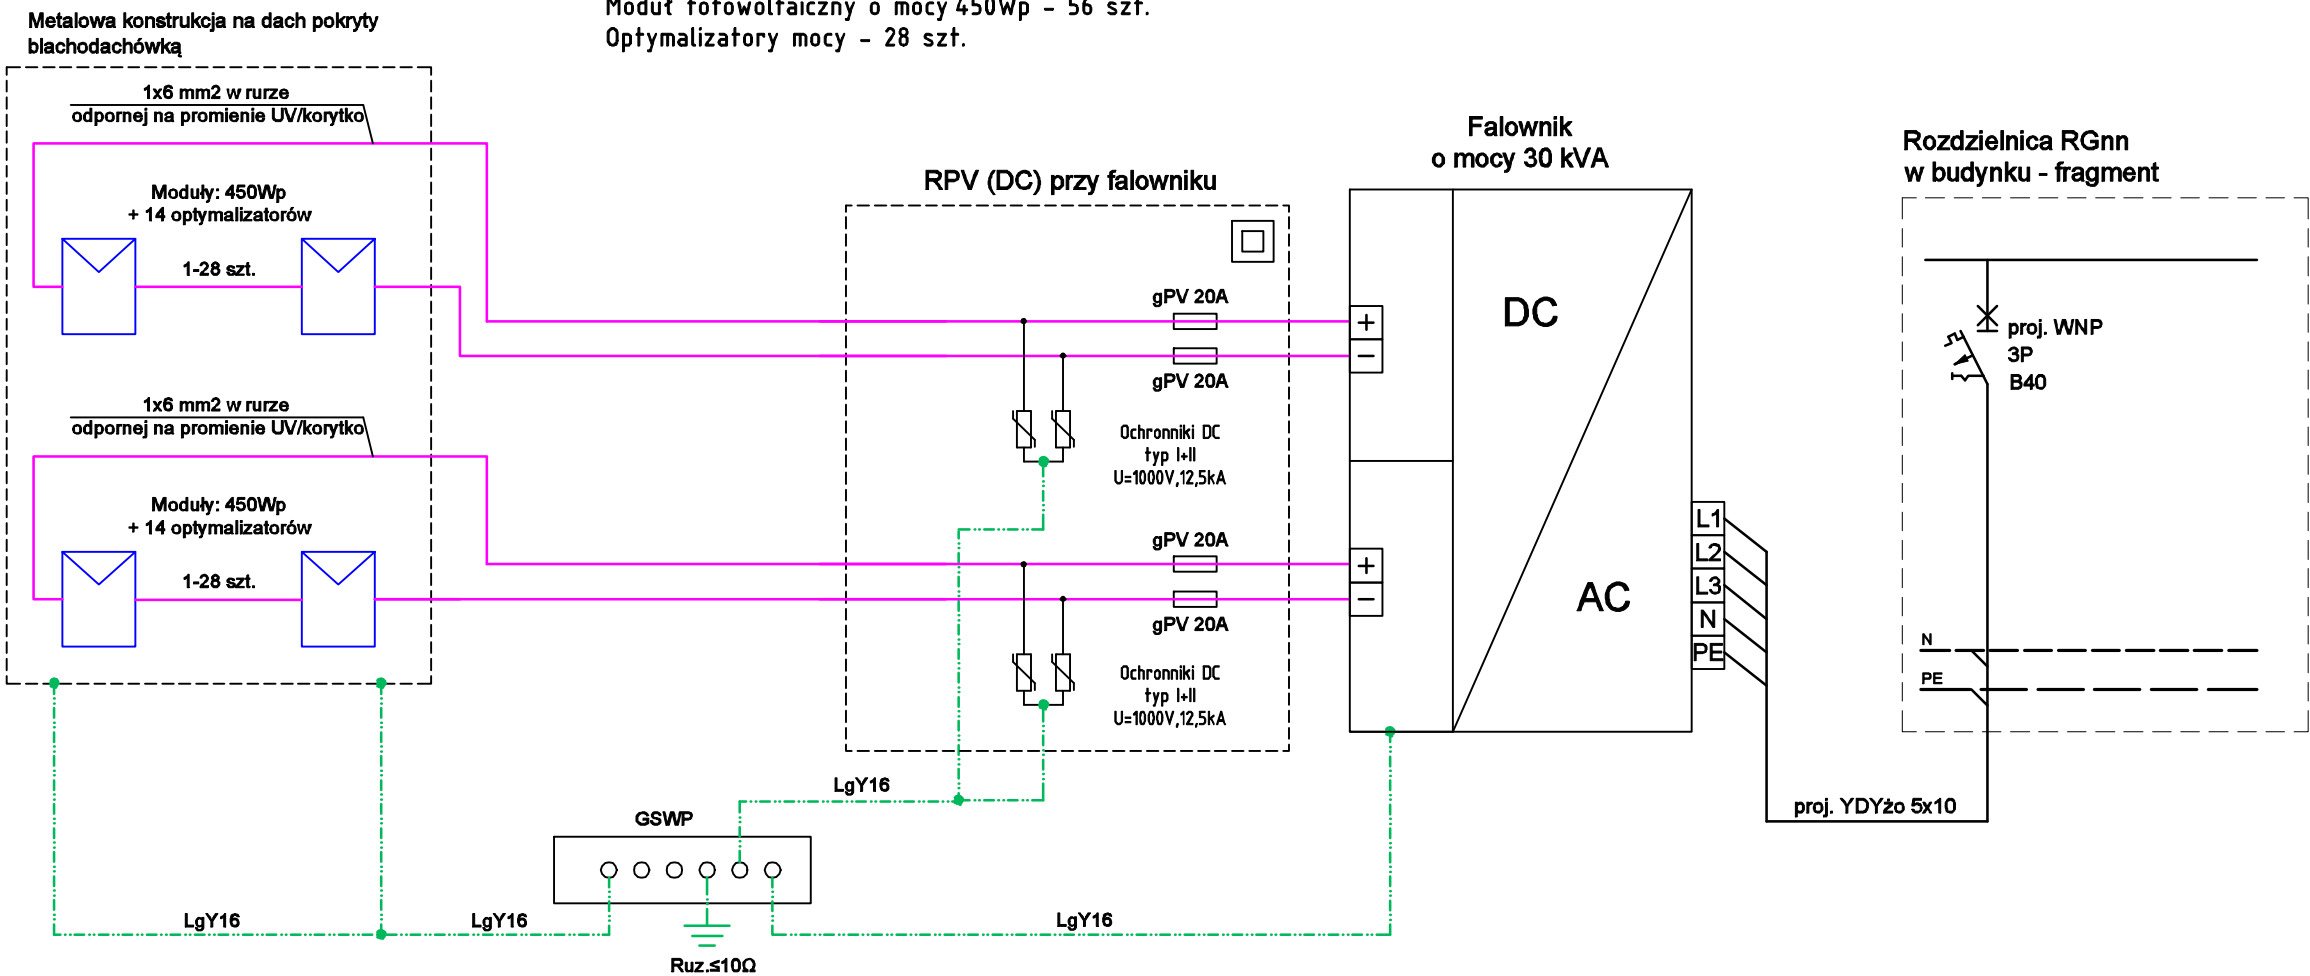 Moduł fotowoltaiczny o mocy 450Wp - 56 szt.
Optymalizatory mocy - 28 szt.
Metalowa konstrukcja na dach pokryty
blachodachówką
1x6 mm2 w rurze
odpornej na promienie UV/korytko
Moduły: 450Wp
+ 14 optymalizatorów
1-28 szt.
1x6 mm2 w rurze
odpornej na promienie UV/korytko
Moduły: 450Wp
+ 14 optymalizatorów
1-28 szt.
RPV (DC) przy falowniku
gPV 20A
gPV 20A
Ochronniki DC
typ I+II
U=1000V,12,5kA
gPV 20A
gPV 20A
Ochronniki DC
typ I+II
U=1000V,12,5kA
Falownik
o mocy 30 kVA
+
−
+
−
DC
AC
L1
L2
L3
N
PE
Rozdzielnica RGnn
w budynku - fragment
proj. WNP
3P
B40
N
PE
proj. YDYżo 5x10
LgY16
GSWP
LgY16
LgY16
LgY16
Ruz.≤10Ω